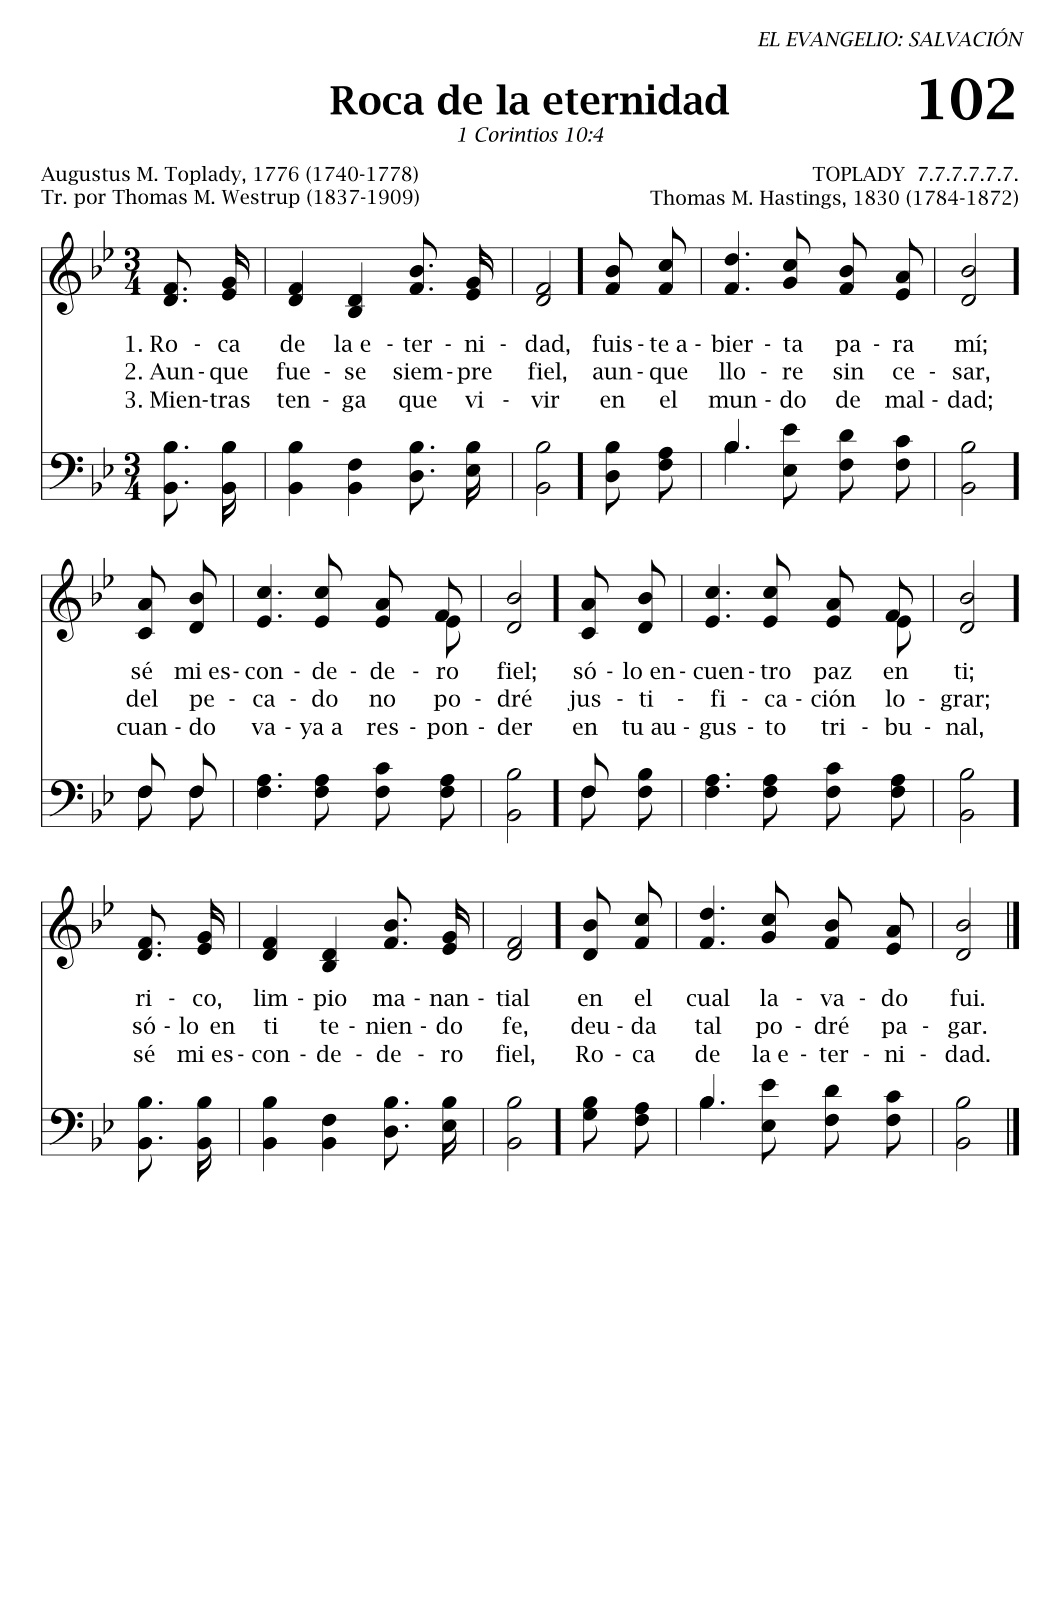 EL EVANGELIO: SALVACIÓN
Roca de la eternidad
102
1 Corintios 10:4
Augustus M. Toplady, 1776 (1740-1778)
TOPLADY 7.7.7.7.7.7.
Tr. por Thomas M. Westrup (1837-1909)
Thomas M. Hastings, 1830 (1784-1872)
3
4
1. Ro - ca de la e - ter - ni - dad, fuis - te a - bier - ta pa - ra mí;
2. Aun - que fue - se siem - pre fiel, aun - que llo - re sin ce - sar,
3. Mien - tras ten - ga que vi - vir en el mun - do de mal - dad;
3
4
sé mi es - con - de - de - ro fiel; só - lo en - cuen - tro paz en ti;
del pe - ca - do no po - dré jus - ti - fi - ca - ción lo - grar;
cuan - do va - ya a res - pon - der en tu au - gus - to tri - bu - nal,
ri - co, lim - pio ma - nan - tial en el cual la - va - do fui.
só - lo en ti te - nien - do fe, deu - da tal po - dré pa - gar.
sé mi es - con - de - de - ro fiel, Ro - ca de la e - ter - ni - dad.